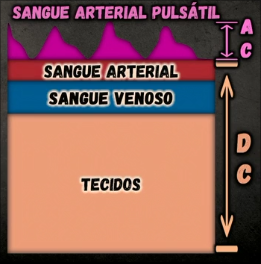 SANGUE ARTERIAL PULSÁTIL
A
C
SANGUE ARTERIAL
SANGUE VENOSO
TECIDOS
D
C